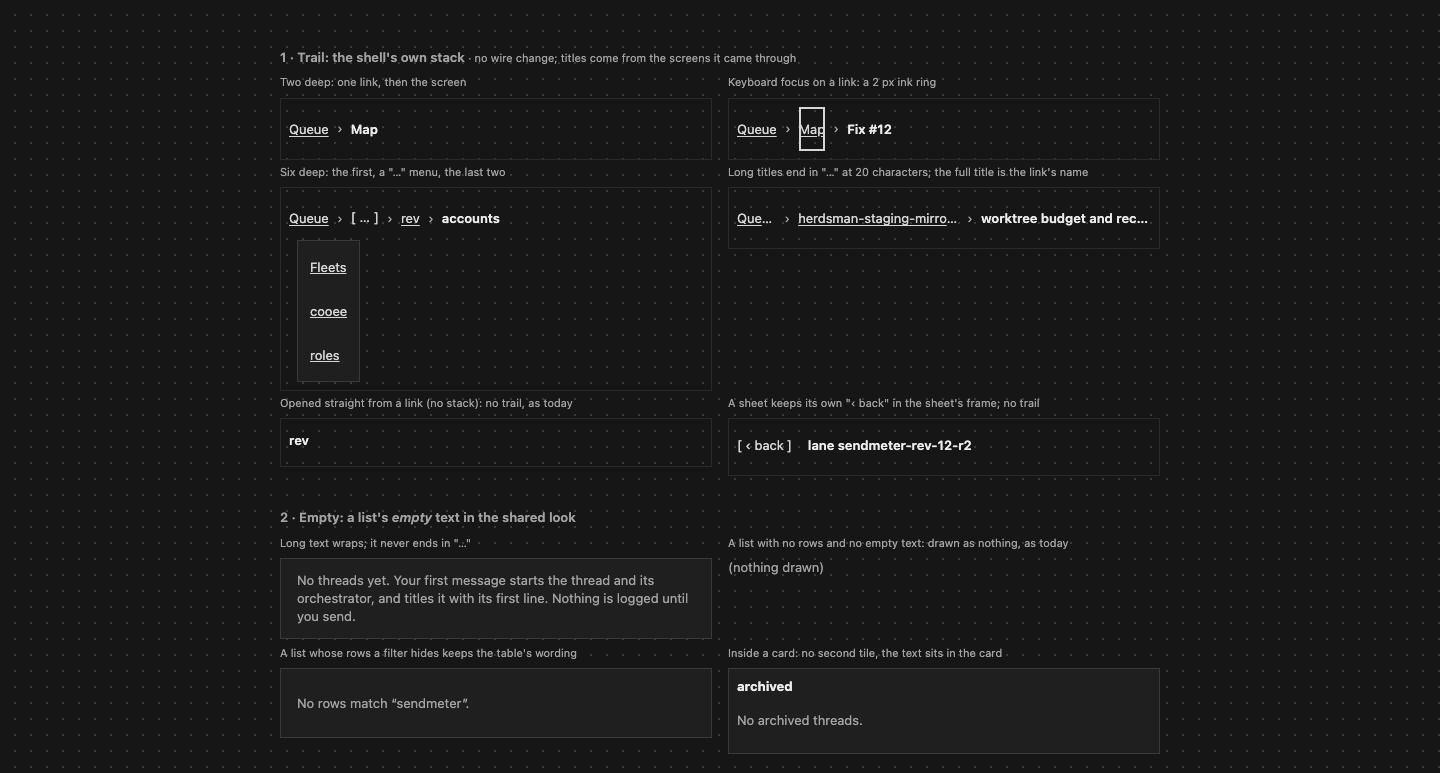 1 · Trail: the shell's own stack · no wire change; titles come from the screens it came through
Two deep: one link, then the screen
Queue › Map
Keyboard focus on a link: a 2 px ink ring
Queue › Map › Fix #12
Six deep: the first, a "…" menu, the last two
Queue › [ … ] › rev › accounts
Fleets
cooee
roles
Long titles end in "…" at 20 characters; the full title is the link's name
Que… › herdsman-staging-mirro… › worktree budget and rec…
Opened straight from a link (no stack): no trail, as today
rev
A sheet keeps its own "‹ back" in the sheet's frame; no trail
[ ‹ back ] lane sendmeter-rev-12-r2
2 · Empty: a list's empty text in the shared look
Long text wraps; it never ends in "…"
No threads yet. Your first message starts the thread and its
orchestrator, and titles it with its first line. Nothing is logged until
you send.
A list with no rows and no empty text: drawn as nothing, as today
(nothing drawn)
A list whose rows a filter hides keeps the table's wording
No rows match “sendmeter”.
Inside a card: no second tile, the text sits in the card
archived
No archived threads.